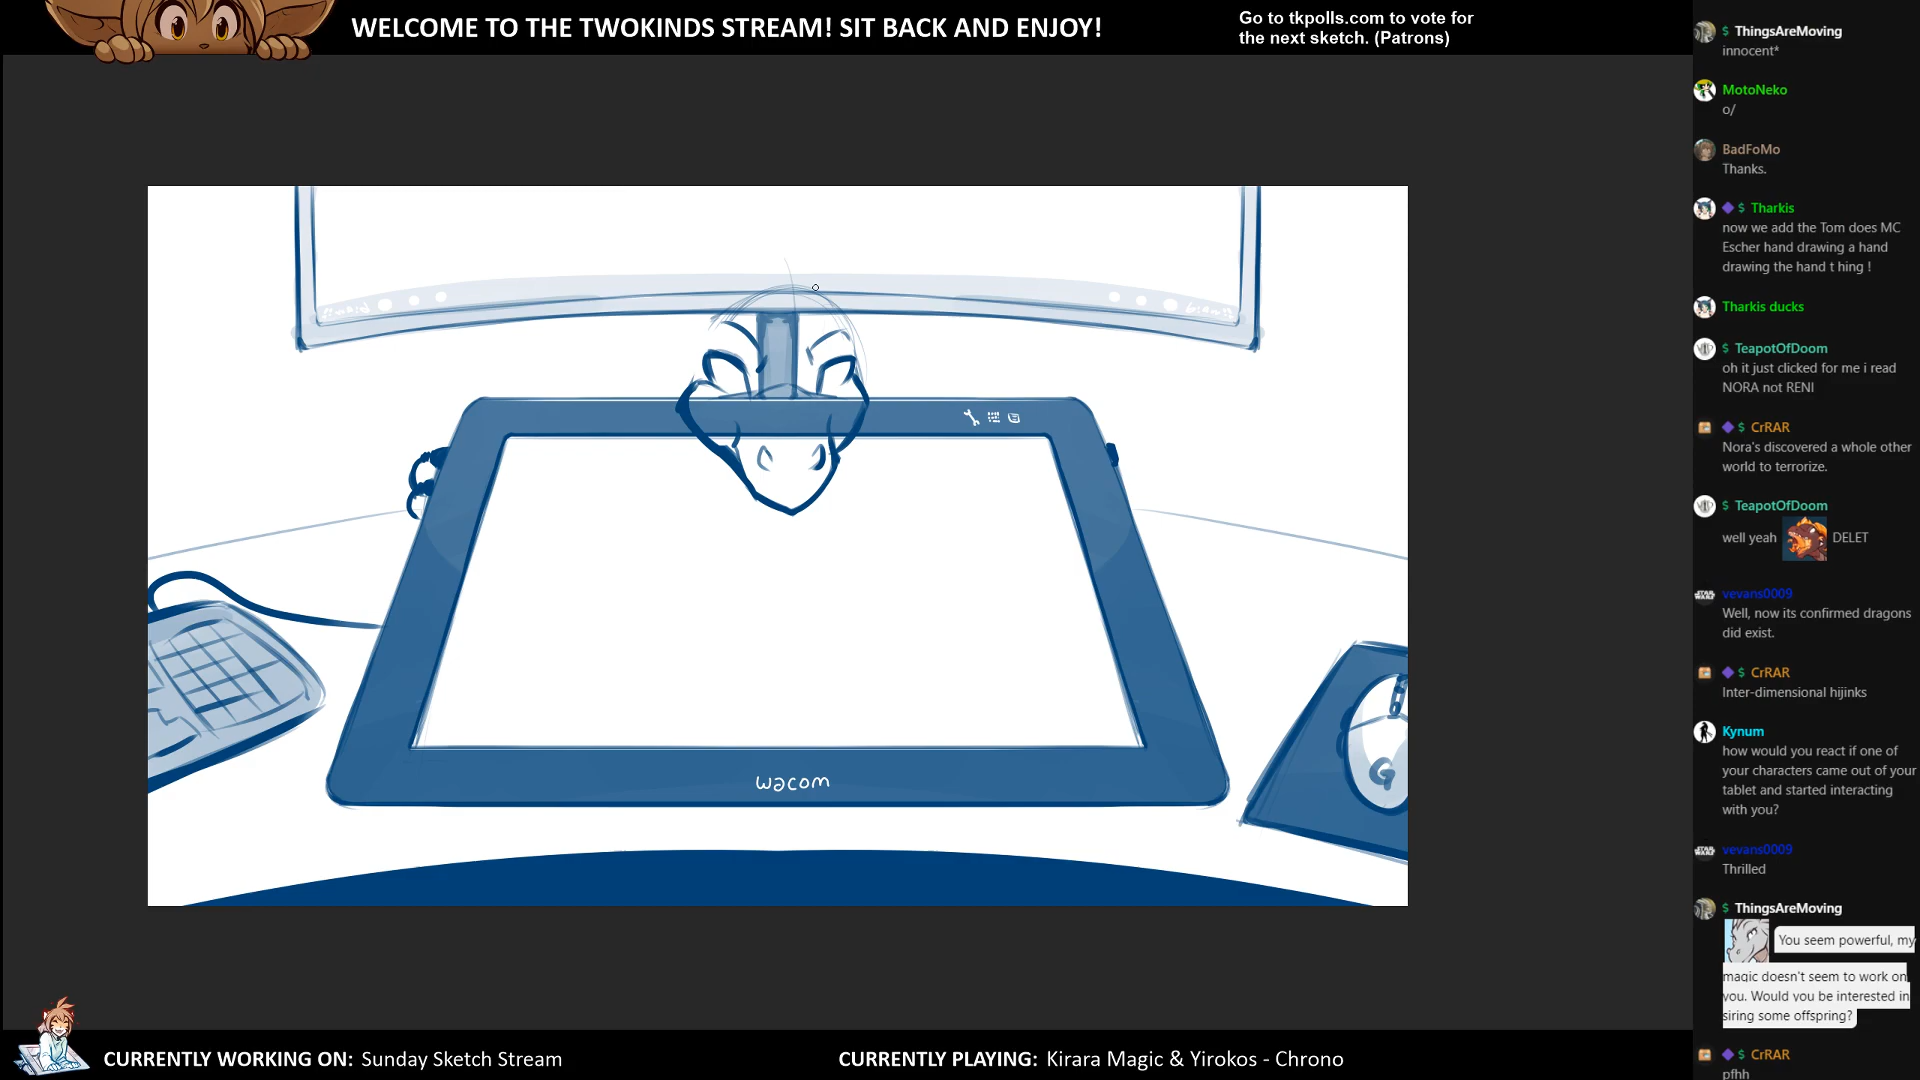 WELCOME TO THE TWOKINDS STREAM! SIT BACK AND ENJOY!
Go to tkpolls.com to vote for
the next sketch. (Patrons)
wacom
G
CURRENTLY WORKING ON: Sunday Sketch Stream
CURRENTLY PLAYING: Kirara Magic & Yirokos - Chrono
$ ThingsAreMoving
innocent*
MotoNeko
o/
BadFoMo
Thanks.
$ Tharkis
now we add the Tom does MC
Escher hand drawing a hand
drawing the hand t hing !
Tharkis ducks
$ TeapotOfDoom
oh it just clicked for me i read
NORA not RENI
$ CrRAR
Nora's discovered a whole other
world to terrorize.
$ TeapotOfDoom
well yeah DELET
STAR WARS
vevans0009
Well, now its confirmed dragons
did exist.
$ CrRAR
Inter-dimensional hijinks
Kynum
how would you react if one of
your characters came out of your
tablet and started interacting
with you?
STAR WARS
vevans0009
Thrilled
$ ThingsAreMoving
You seem powerful, my
magic doesn't seem to work on
you. Would you be interested in
siring some offspring?
$ CrRAR
pfhh